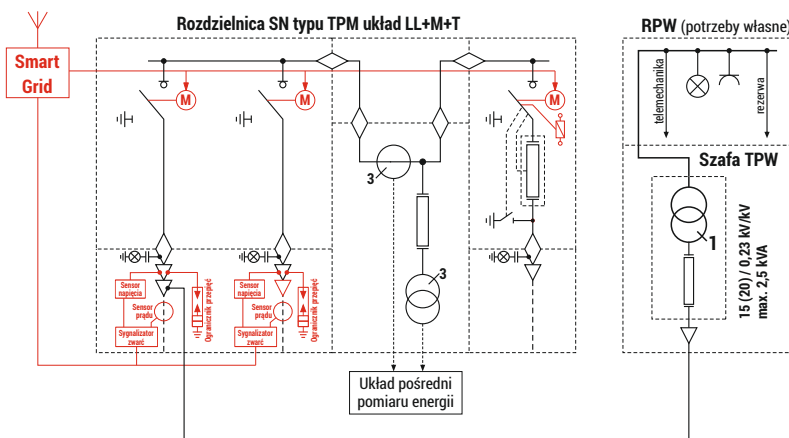 Rozdzielnica SN typu TPM układ LL+M+T
RPW (potrzeby własne)
Smart
Grid
M
M
M
telemechanika
rezerwa
Szafa TPW
3
3
1
15 (20) / 0,23 kV/kV
max. 2,5 kVA
Sensor
napięcia
Sensor
prądu
Sygnalizator
zwarć
Ogranicznik przepięć
Sensor
napięcia
Sensor
prądu
Sygnalizator
zwarć
Ogranicznik przepięć
Układ pośredni
pomiaru energii